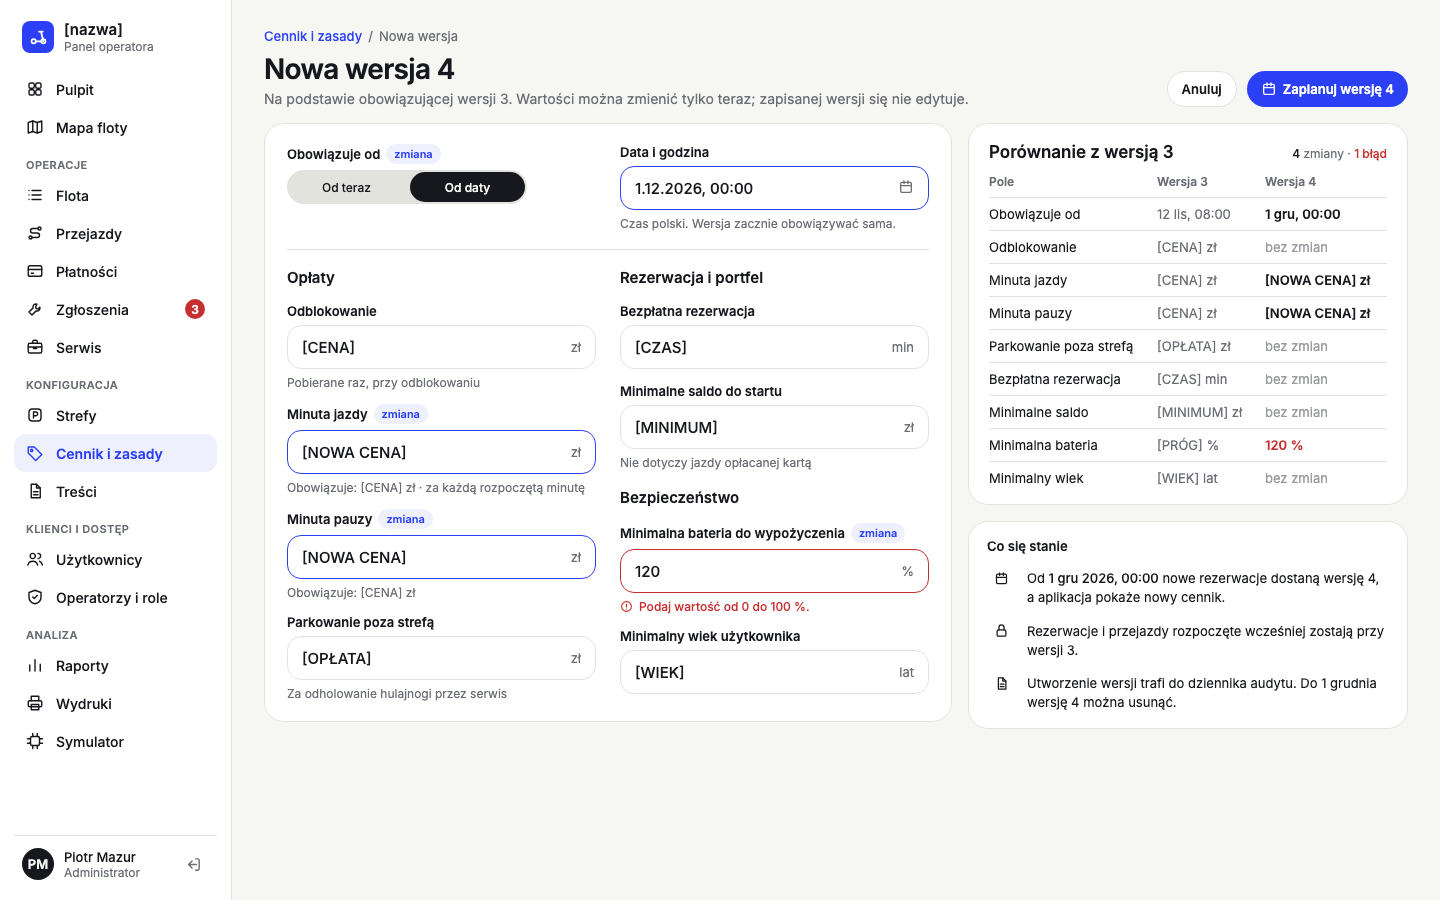 [nazwa]
Panel operatora
Pulpit
Mapa floty
OPERACJE
Flota
Przejazdy
Płatności
Zgłoszenia 3
Serwis
KONFIGURACJA
Strefy
Cennik i zasady
Treści
KLIENCI I DOSTĘP
Użytkownicy
Operatorzy i role
ANALIZA
Raporty
Wydruki
Symulator
PM
Piotr Mazur
Administrator
Cennik i zasady / Nowa wersja
Nowa wersja 4
Na podstawie obowiązującej wersji 3. Wartości można zmienić tylko teraz; zapisanej wersji się nie edytuje.
Anuluj
Zaplanuj wersję 4
Obowiązuje od zmiana
Od teraz Od daty
Data i godzina
1.12.2026, 00:00
Czas polski. Wersja zacznie obowiązywać sama.
Opłaty
Odblokowanie
[CENA] zł
Pobierane raz, przy odblokowaniu
Minuta jazdy zmiana
[NOWA CENA] zł
Obowiązuje: [CENA] zł · za każdą rozpoczętą minutę
Minuta pauzy zmiana
[NOWA CENA] zł
Obowiązuje: [CENA] zł
Parkowanie poza strefą
[OPŁATA] zł
Za odholowanie hulajnogi przez serwis
Rezerwacja i portfel
Bezpłatna rezerwacja
[CZAS] min
Minimalne saldo do startu
[MINIMUM] zł
Nie dotyczy jazdy opłacanej kartą
Bezpieczeństwo
Minimalna bateria do wypożyczenia zmiana
120 %
Podaj wartość od 0 do 100 %.
Minimalny wiek użytkownika
[WIEK] lat
Porównanie z wersją 3
4 zmiany · 1 błąd
Pole Wersja 3 Wersja 4
Obowiązuje od 12 lis, 08:00 1 gru, 00:00
Odblokowanie [CENA] zł bez zmian
Minuta jazdy [CENA] zł [NOWA CENA] zł
Minuta pauzy [CENA] zł [NOWA CENA] zł
Parkowanie poza strefą [OPŁATA] zł bez zmian
Bezpłatna rezerwacja [CZAS] min bez zmian
Minimalne saldo [MINIMUM] zł bez zmian
Minimalna bateria [PRÓG] % 120 %
Minimalny wiek [WIEK] lat bez zmian
Co się stanie
Od 1 gru 2026, 00:00 nowe rezerwacje dostaną wersję 4,
a aplikacja pokaże nowy cennik.
Rezerwacje i przejazdy rozpoczęte wcześniej zostają przy
wersji 3.
Utworzenie wersji trafi do dziennika audytu. Do 1 grudnia
wersję 4 można usunąć.